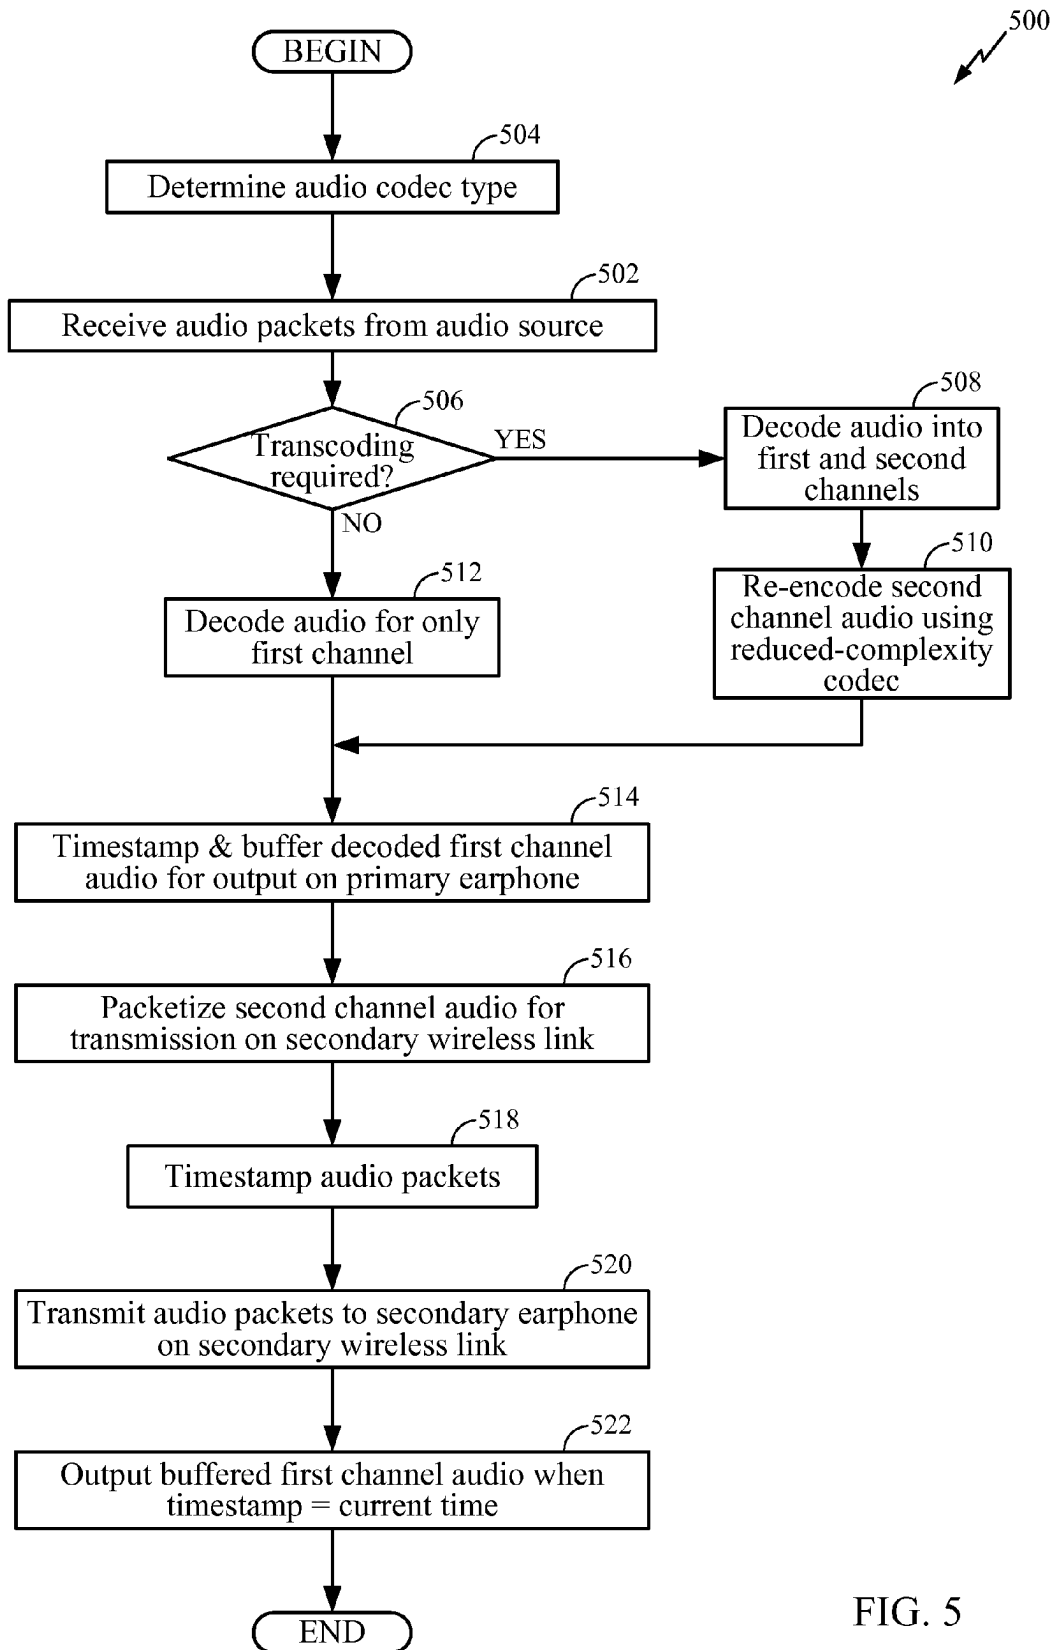 500
BEGIN
504
Determine audio codec type
502
Receive audio packets from audio source
506
Transcoding
required?
YES
NO
508
Decode audio into
first and second
channels
510
Re-encode second
channel audio using
reduced-complexity
codec
512
Decode audio for only
first channel
514
Timestamp & buffer decoded first channel
audio for output on primary earphone
516
Packetize second channel audio for
transmission on secondary wireless link
518
Timestamp audio packets
520
Transmit audio packets to secondary earphone
on secondary wireless link
522
Output buffered first channel audio when
timestamp = current time
END
FIG. 5